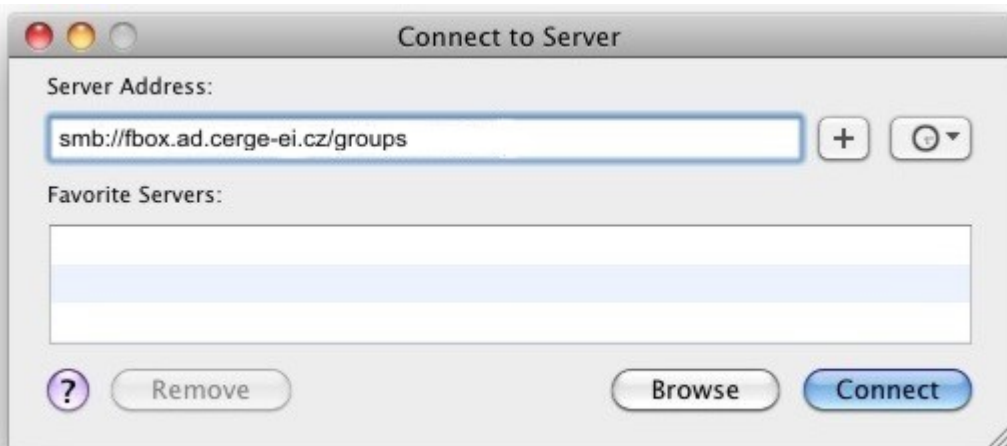 Connect to Server
Server Address:
smb://fbox.ad.cerge-ei.cz/groups
+
Favorite Servers:
? Remove Browse Connect